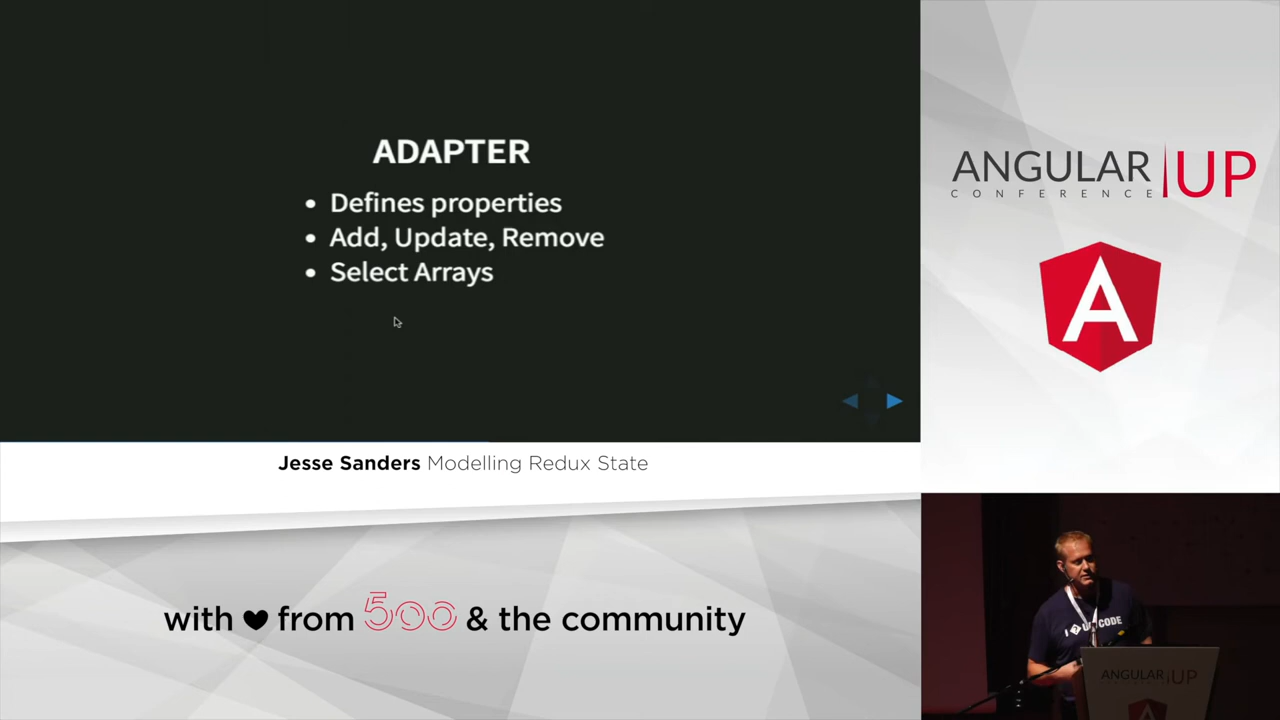 ADAPTER
• Defines properties
• Add, Update, Remove
• Select Arrays
Jesse Sanders Modelling Redux State
with ♥ from 500 & the community
ANGULAR UP
CONFERENCE
A
CODE
ANGULAR UP